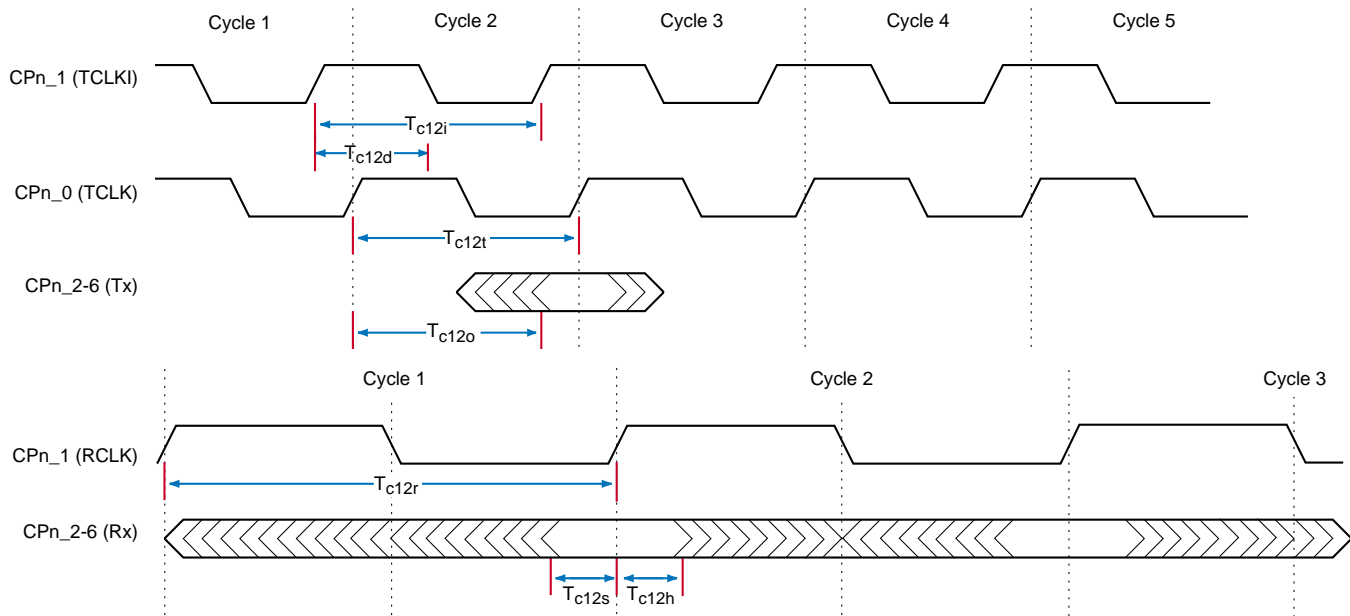 Cycle 1 Cycle 2 Cycle 3 Cycle 4 Cycle 5
CPn_1 (TCLKI)
Tc12i
Tc12d
CPn_0 (TCLK)
Tc12t
CPn_2-6 (Tx)
Tc12o
Cycle 1 Cycle 2 Cycle 3
CPn_1 (RCLK)
Tc12r
CPn_2-6 (Rx)
Tc12s Tc12h